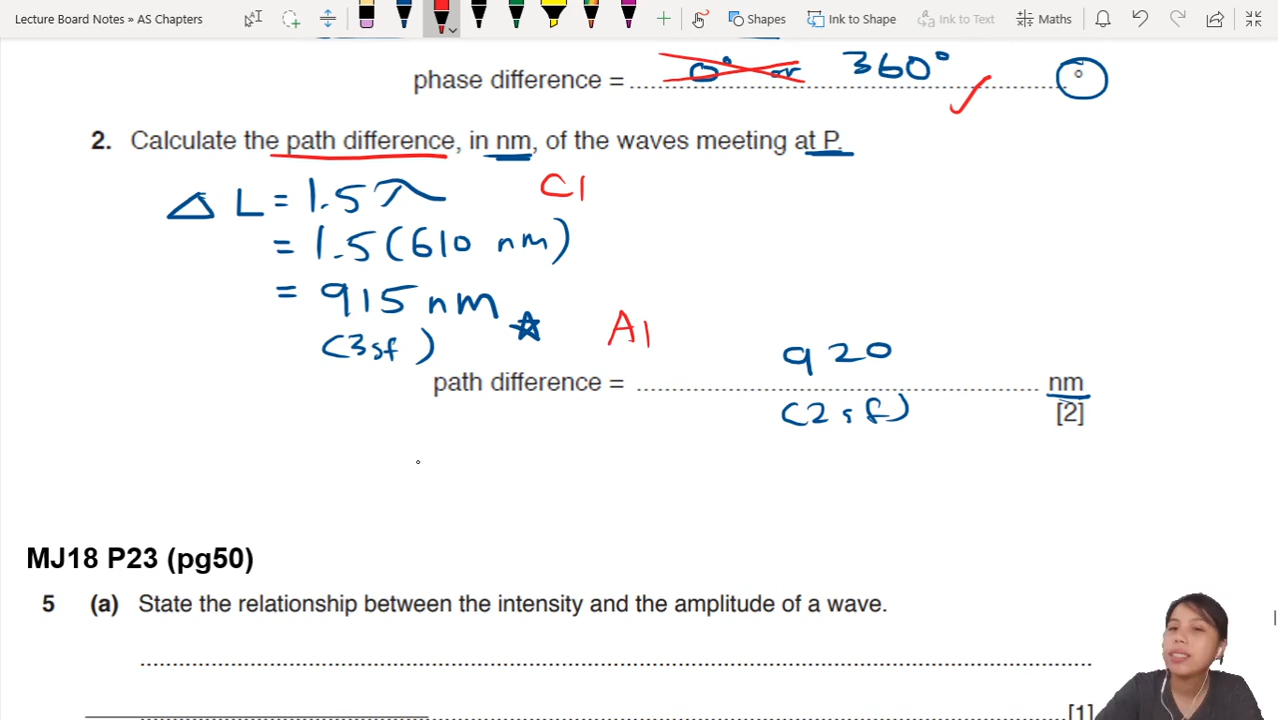 Lecture Board Notes » AS Chapters
Shapes
Ink to Shape
Ink to Text
Maths
phase difference = 0° or 360° °
2. Calculate the path difference, in nm, of the waves meeting at P.
Δ L = 1.5 λ C1
= 1.5 (610 nm)
= 915 nm
(3sf) A1
920
path difference = nm
(2 sf) [2]
MJ18 P23 (pg50)
5 (a) State the relationship between the intensity and the amplitude of a wave.
[1]